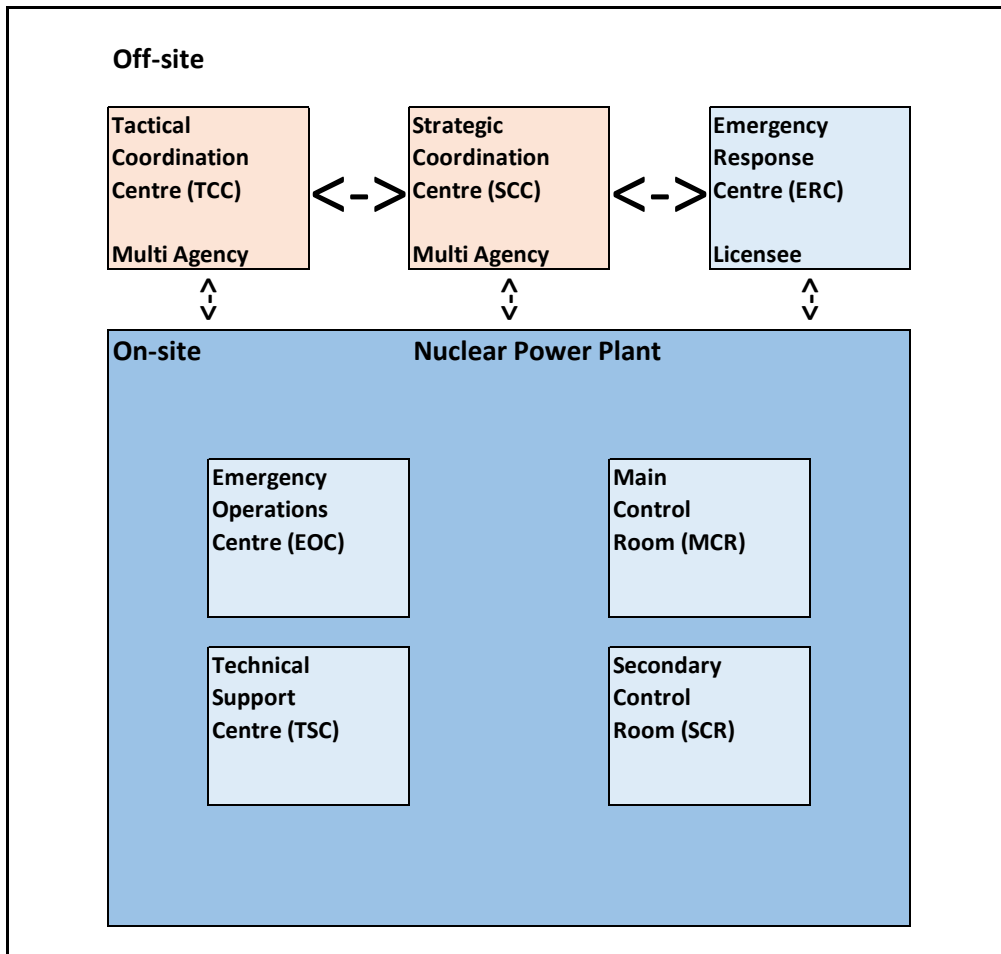 Off-site
Tactical
Coordination
Centre (TCC)
Multi Agency
<->
Strategic
Coordination
Centre (SCC)
Multi Agency
<->
Emergency
Response
Centre (ERC)
Licensee
<->
<->
<->
On-site
Nuclear Power Plant
Emergency
Operations
Centre (EOC)
Main
Control
Room (MCR)
Technical
Support
Centre (TSC)
Secondary
Control
Room (SCR)